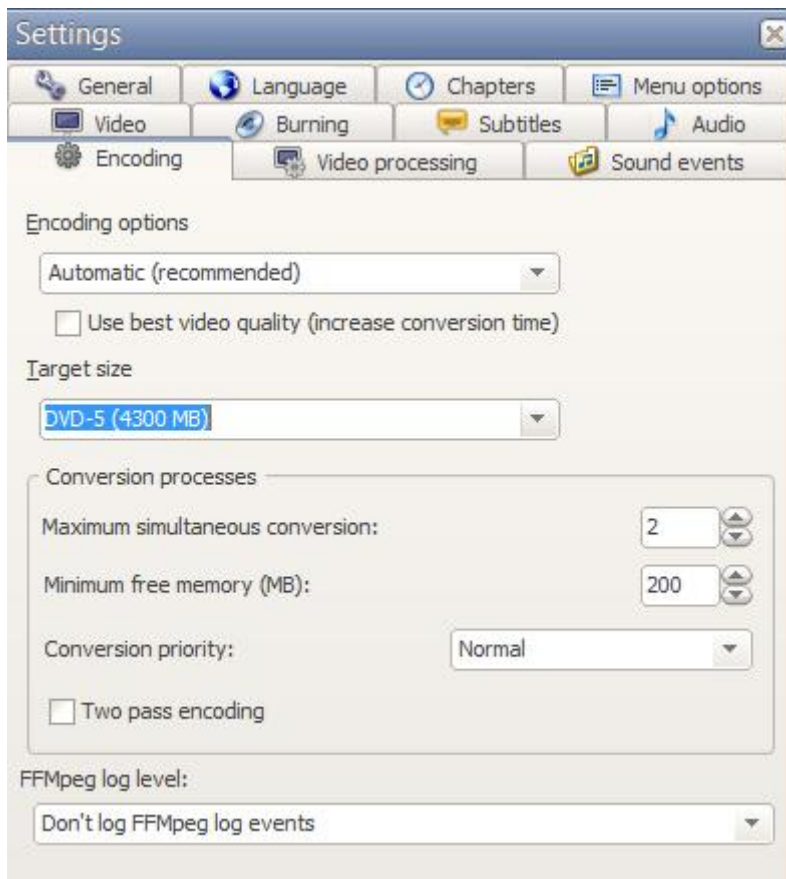 Settings
General Language Chapters Menu options
Video Burning Subtitles Audio
Encoding Video processing Sound events
Encoding options
Automatic (recommended)
Use best video quality (increase conversion time)
Target size
DVD-5 (4300 MB)
Conversion processes
Maximum simultaneous conversion: 2
Minimum free memory (MB): 200
Conversion priority: Normal
Two pass encoding
FFMpeg log level:
Don't log FFMpeg log events